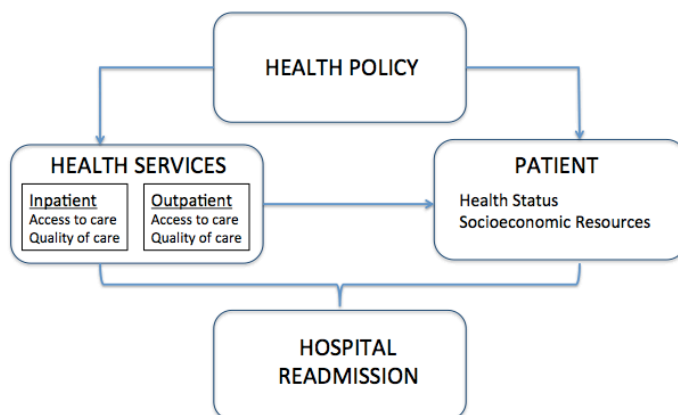 HEALTH POLICY
HEALTH SERVICES
Inpatient
Access to care
Quality of care
Outpatient
Access to care
Quality of care
PATIENT
Health Status
Socioeconomic Resources
HOSPITAL
READMISSION